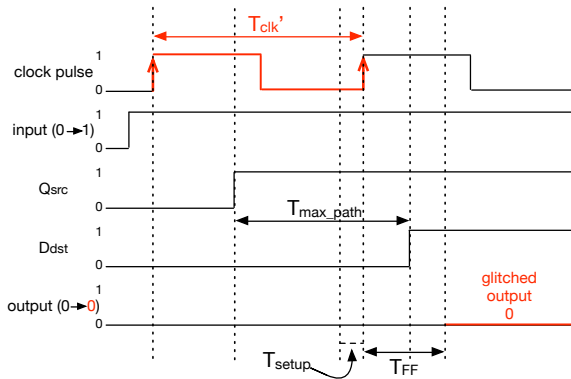 Tclk’
1
clock pulse
0
1
input (0→1)
0
1
Qsrc
0
Tmax_path
1
Ddst
0
1
output (0→0)
0
glitched
output
0
Tsetup
TFF